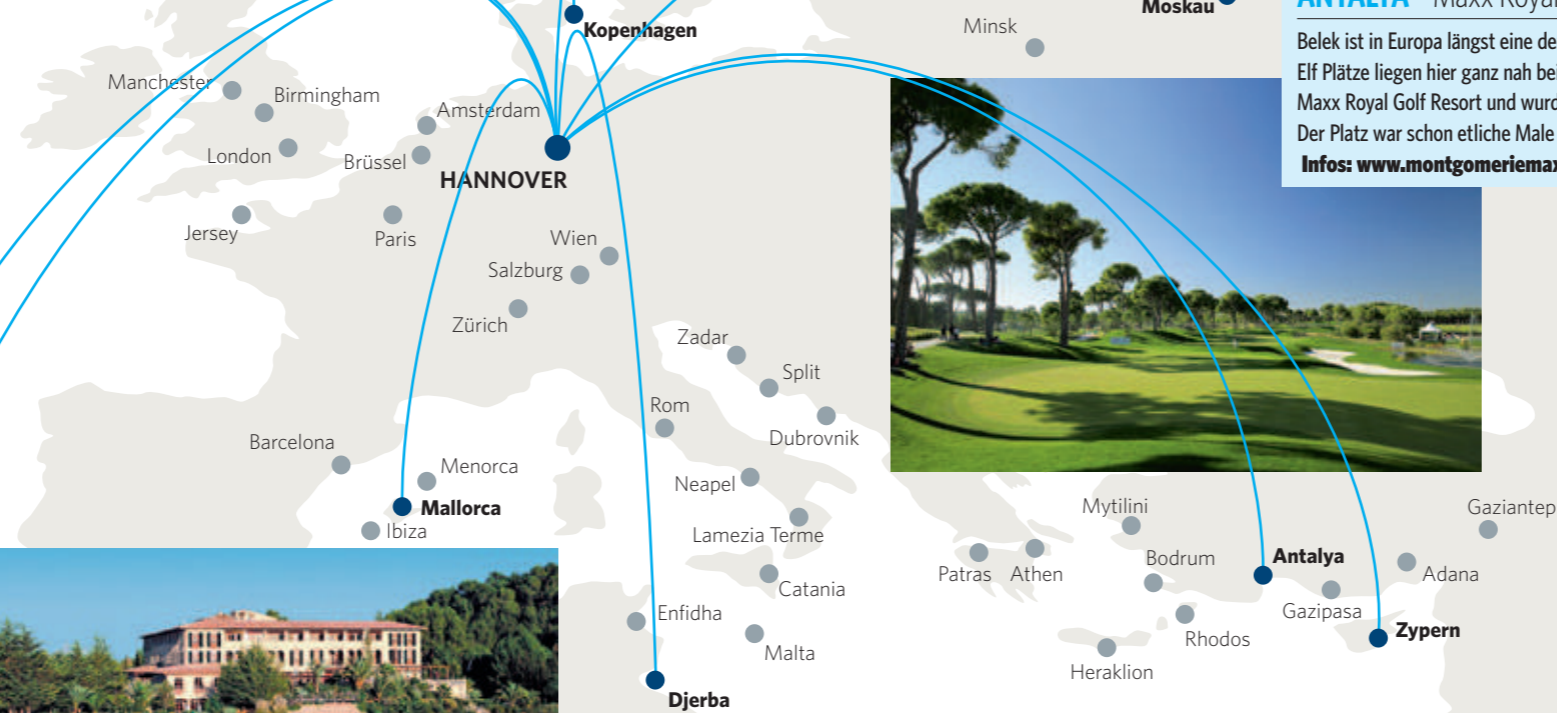 Moskau
ANTALYA
Maxx Royal
Belek ist in Europa längst eine de
Elf Plätze liegen hier ganz nah bei
Maxx Royal Golf Resort und wurd
Der Platz war schon etliche Male
Infos: www.montgomeriemax
Kopenhagen
Minsk
Manchester
Birmingham
Amsterdam
London
Brüssel
HANNOVER
Jersey
Paris
Wien
Salzburg
Zürich
Zadar
Split
Rom
Dubrovnik
Barcelona
Menorca
Neapel
Mallorca
Ibiza
Lamezia Terme
Mytilini
Gaziantep
Patras
Athen
Bodrum
Antalya
Adana
Catania
Enfidha
Gazipasa
Malta
Rhodos
Zypern
Heraklion
Djerba